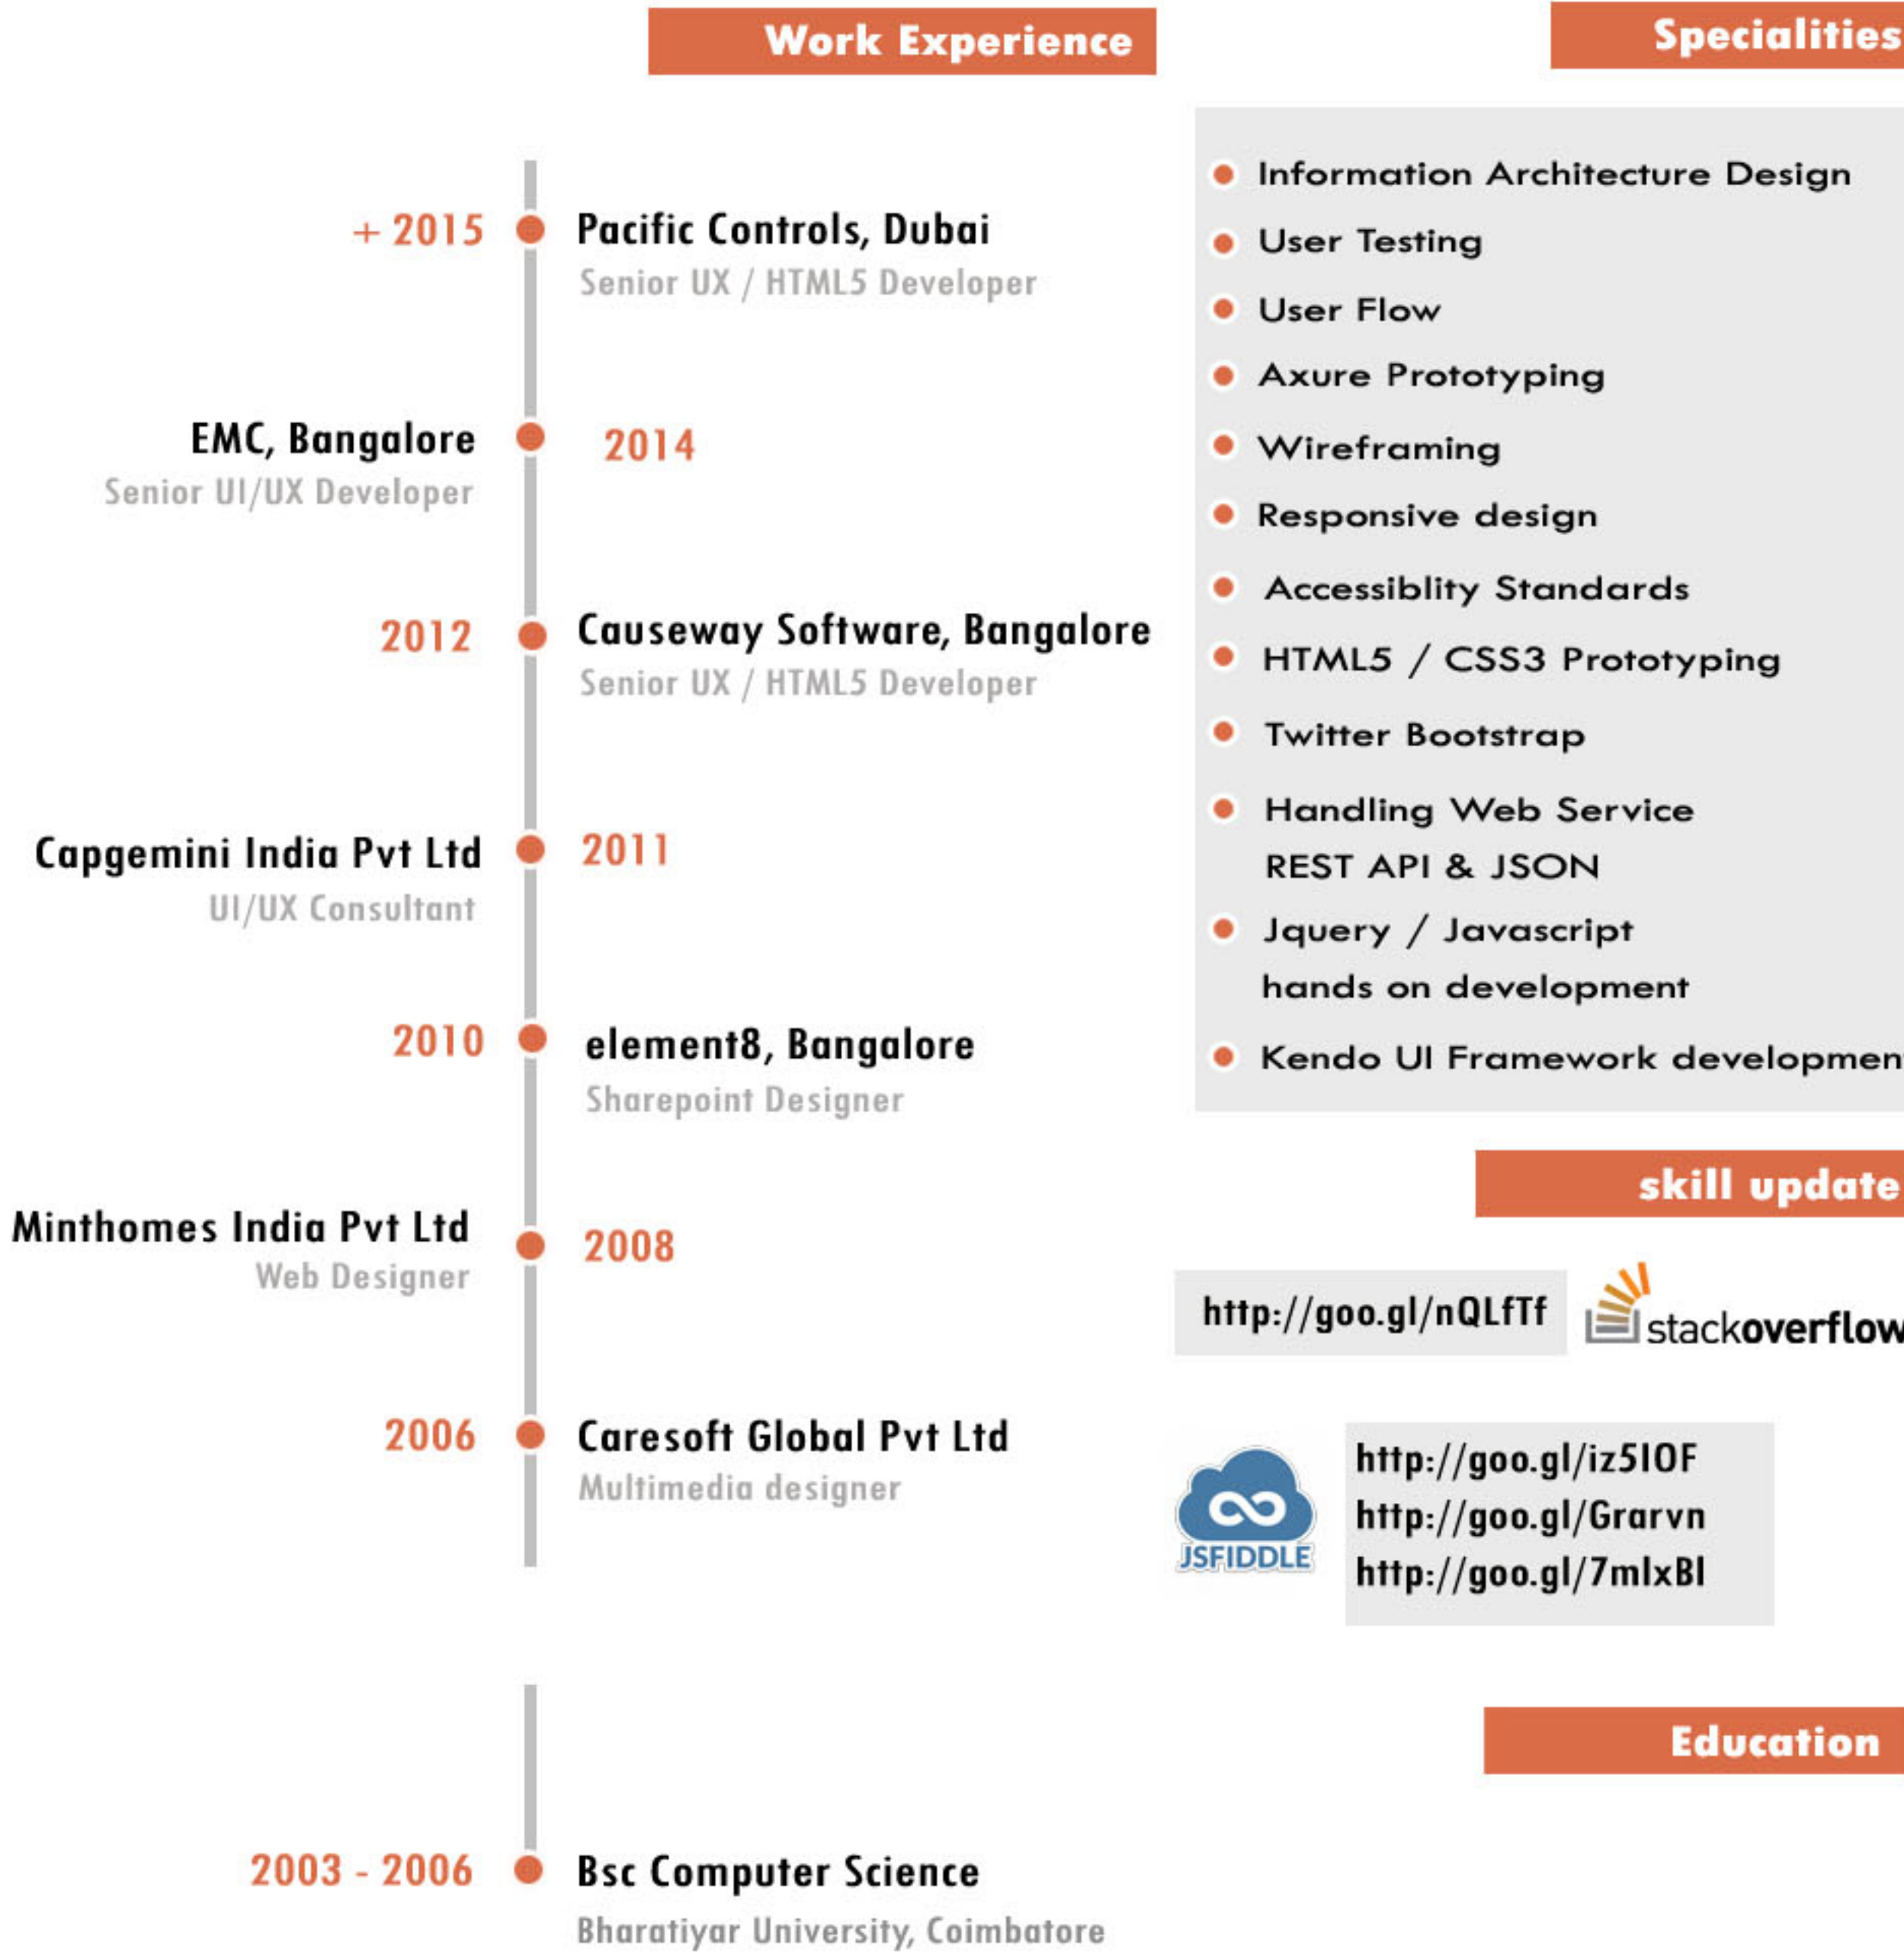 Work Experience
+ 2015
Pacific Controls, Dubai
Senior UX / HTML5 Developer
EMC, Bangalore
Senior UI/UX Developer
2014
2012
Causeway Software, Bangalore
Senior UX / HTML5 Developer
Capgemini India Pvt Ltd
UI/UX Consultant
2011
2010
element8, Bangalore
Sharepoint Designer
Minthomes India Pvt Ltd
Web Designer
2008
2006
Caresoft Global Pvt Ltd
Multimedia designer
Specialities
Information Architecture Design
User Testing
User Flow
Axure Prototyping
Wireframing
Responsive design
Accessiblity Standards
HTML5 / CSS3 Prototyping
Twitter Bootstrap
Handling Web Service
REST API & JSON
Jquery / Javascript
hands on development
Kendo UI Framework developmen
skill update
http://goo.gl/nQLfTf
stackoverflow
JSFIDDLE
http://goo.gl/iz5IOF
http://goo.gl/Grarvn
http://goo.gl/7mlxBl
Education
2003 - 2006
Bsc Computer Science
Bharatiyar University, Coimbatore